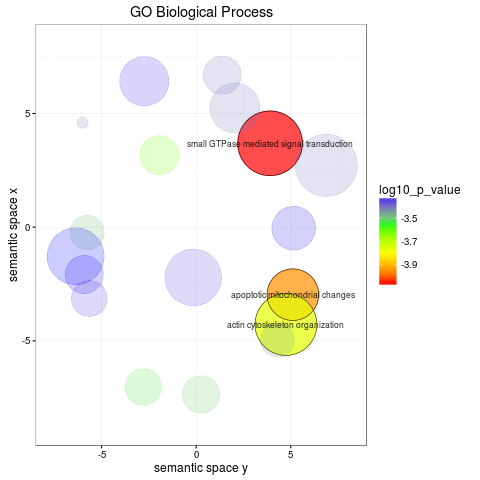 GO Biological Process
semantic space x
5
0
-5
small GTPase mediated signal transduction
apoptotic mitochondrial changes
actin cytoskeleton organization
-5
0
5
semantic space y
log10_p_value
-3.5
-3.7
-3.9